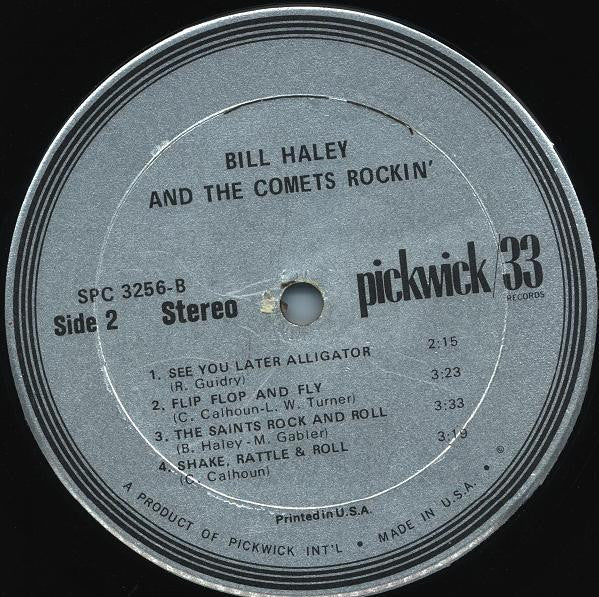 BILL HALEY
AND THE COMETS ROCKIN'
pickwick/33
RECORDS
SPC 3256-B
Side 2 Stereo
1. SEE YOU LATER ALLIGATOR 2:15
(R. Guidry)
2. FLIP FLOP AND FLY 3:23
(C. Calhoun-L. W. Turner)
3. THE SAINTS ROCK AND ROLL 3:33
(B. Haley-M. Gabler)
4. SHAKE, RATTLE & ROLL 3:19
(C. Calhoun)
Printed in U.S.A.
A PRODUCT OF PICKWICK INT'L • MADE IN U.S.A. • ®